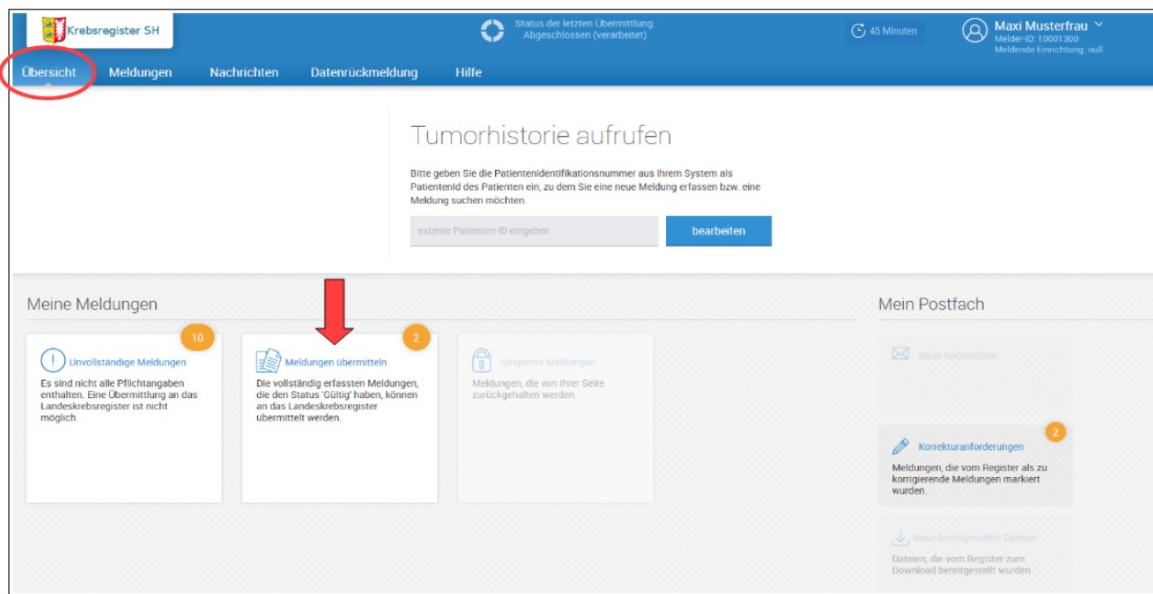 Krebsregister SH
Status der letzten Übermittlung
Abgeschlossen (verarbeitet)
45 Minuten
Maxi Musterfrau
Melder-ID: 10001300
Meldende Einrichtung: null
Übersicht Meldungen Nachrichten Datenrückmeldung Hilfe
Tumorhistorie aufrufen
Bitte geben Sie die Patientenidentifikationsnummer aus Ihrem System als
PatientenId des Patienten ein, zu dem Sie eine neue Meldung erfassen bzw. eine
Meldung suchen möchten.
externe Patienten-ID eingeben
bearbeiten
Meine Meldungen
10
Unvollständige Meldungen
Es sind nicht alle Pflichtangaben
enthalten. Eine Übermittlung an das
Landeskrebsregister ist nicht
möglich.
2
Meldungen übermitteln
Die vollständig erfassten Meldungen,
die den Status 'Gültig' haben, können
an das Landeskrebsregister
übermittelt werden.
Gesperrte Meldungen
Meldungen, die von Ihrer Seite
zurückgehalten werden.
Mein Postfach
Neue Nachrichten
2
Korrekturanforderungen
Meldungen, die vom Register als zu
korrigierende Meldungen markiert
wurden.
Neue bereitgestellte Dateien
Dateien, die vom Register zum
Download bereitgestellt wurden.